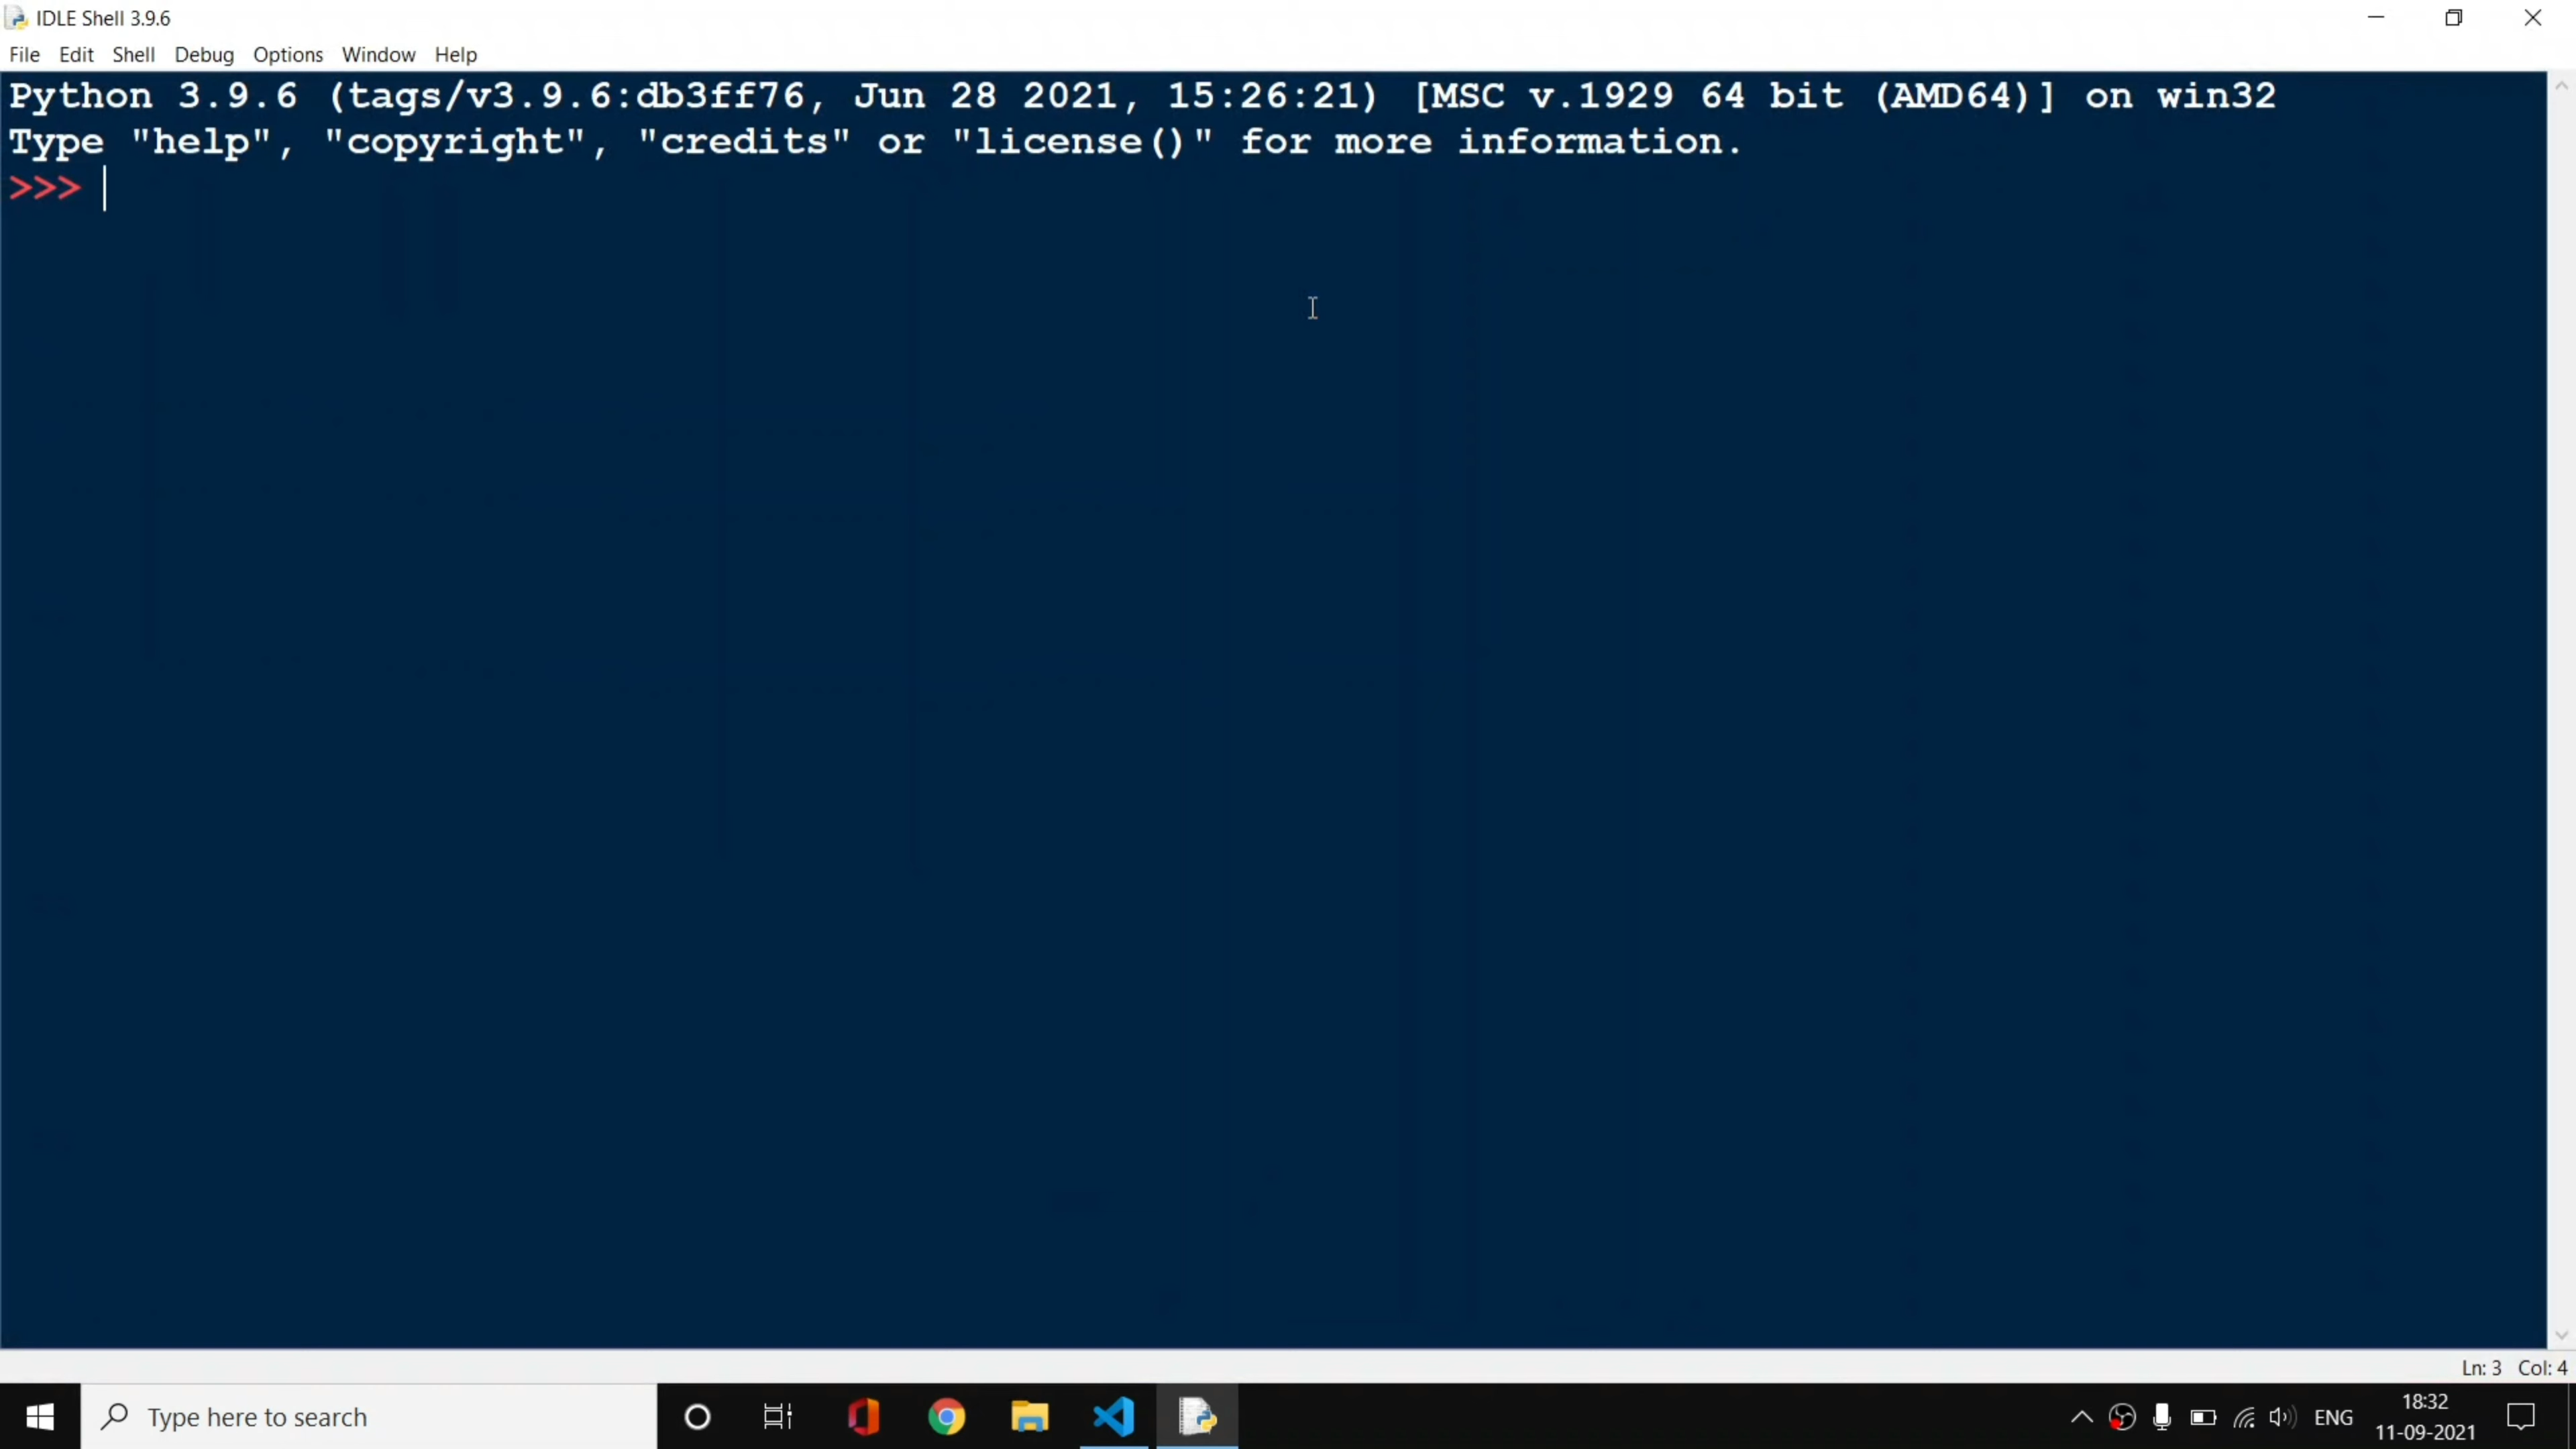 IDLE Shell 3.9.6
File Edit Shell Debug Options Window Help
Python 3.9.6 (tags/v3.9.6:db3ff76, Jun 28 2021, 15:26:21) [MSC v.1929 64 bit (AMD64)] on win32
Type "help", "copyright", "credits" or "license()" for more information.
>>>
Ln: 3 Col: 4
Type here to search
ENG
18:32
11-09-2021